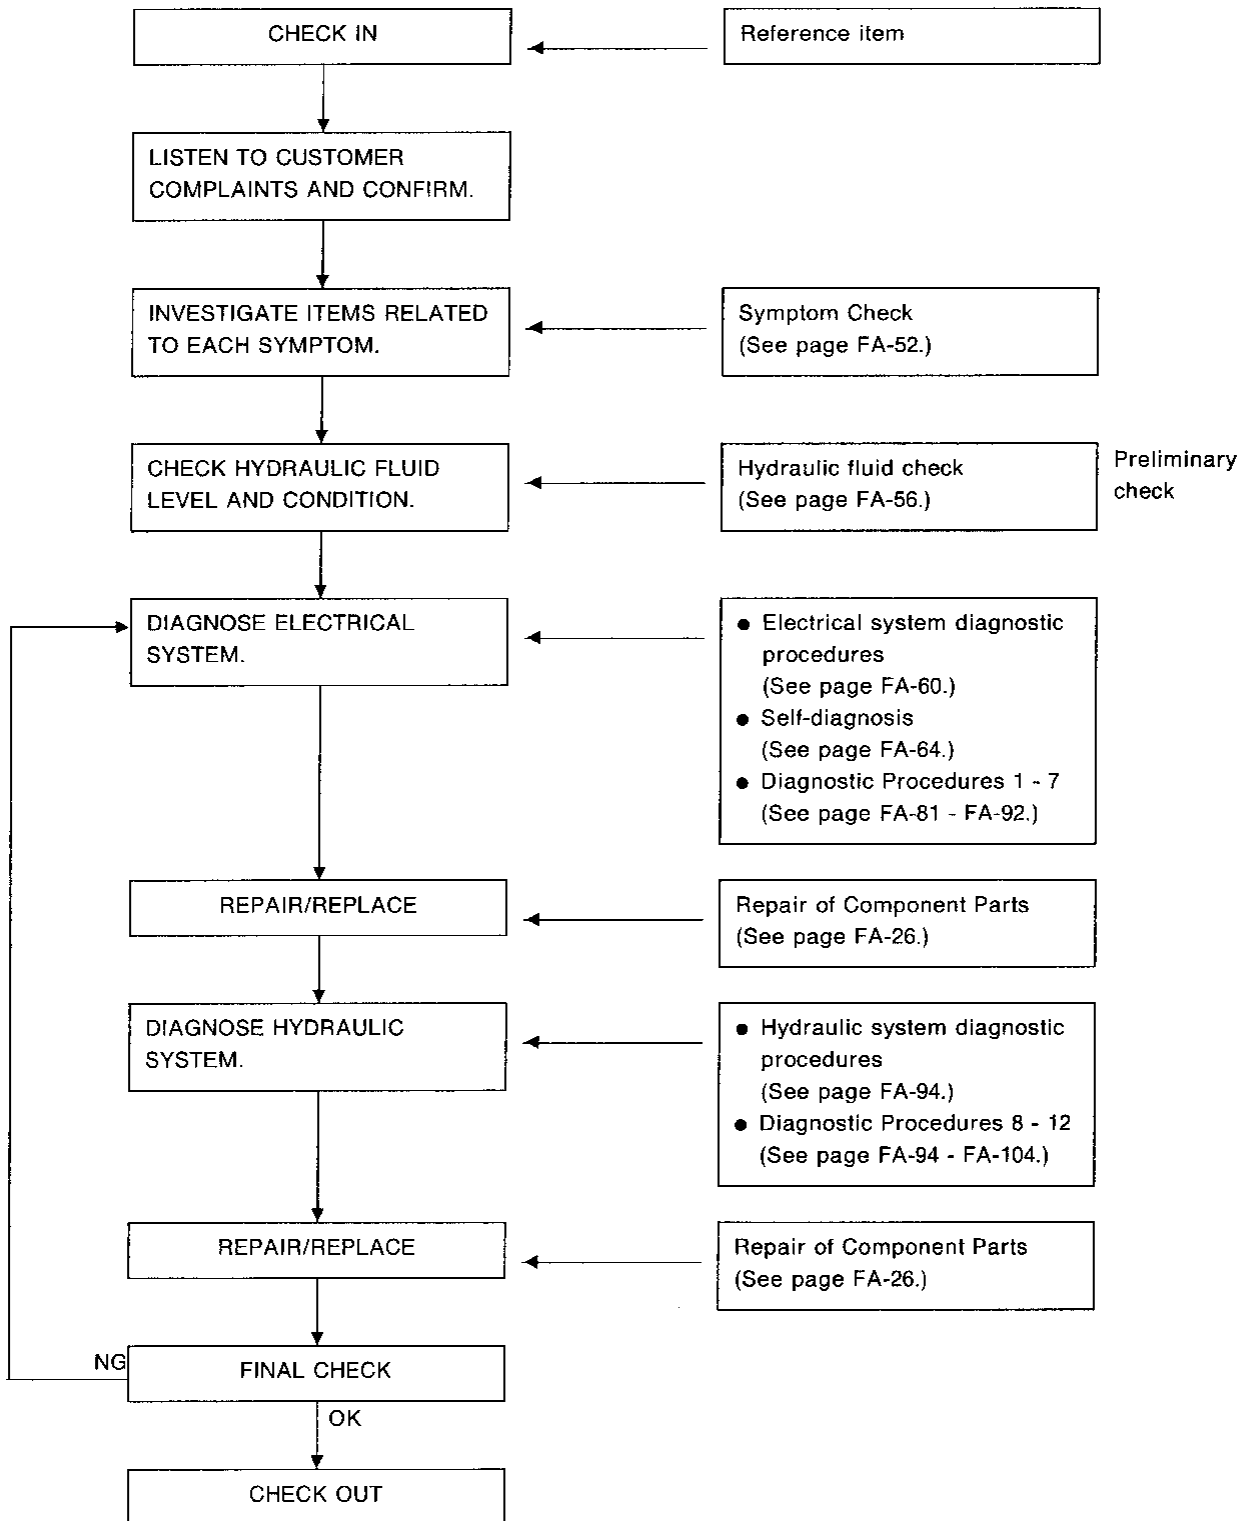 CHECK IN
Reference item
LISTEN TO CUSTOMER
COMPLAINTS AND CONFIRM.
INVESTIGATE ITEMS RELATED
TO EACH SYMPTOM.
Symptom Check
(See page FA-52.)
CHECK HYDRAULIC FLUID
LEVEL AND CONDITION.
Hydraulic fluid check
(See page FA-56.)
Preliminary
check
DIAGNOSE ELECTRICAL
SYSTEM.
● Electrical system diagnostic
procedures
(See page FA-60.)
● Self-diagnosis
(See page FA-64.)
● Diagnostic Procedures 1 - 7
(See page FA-81 - FA-92.)
REPAIR/REPLACE
Repair of Component Parts
(See page FA-26.)
DIAGNOSE HYDRAULIC
SYSTEM.
● Hydraulic system diagnostic
procedures
(See page FA-94.)
● Diagnostic Procedures 8 - 12
(See page FA-94 - FA-104.)
REPAIR/REPLACE
Repair of Component Parts
(See page FA-26.)
NG
FINAL CHECK
OK
CHECK OUT